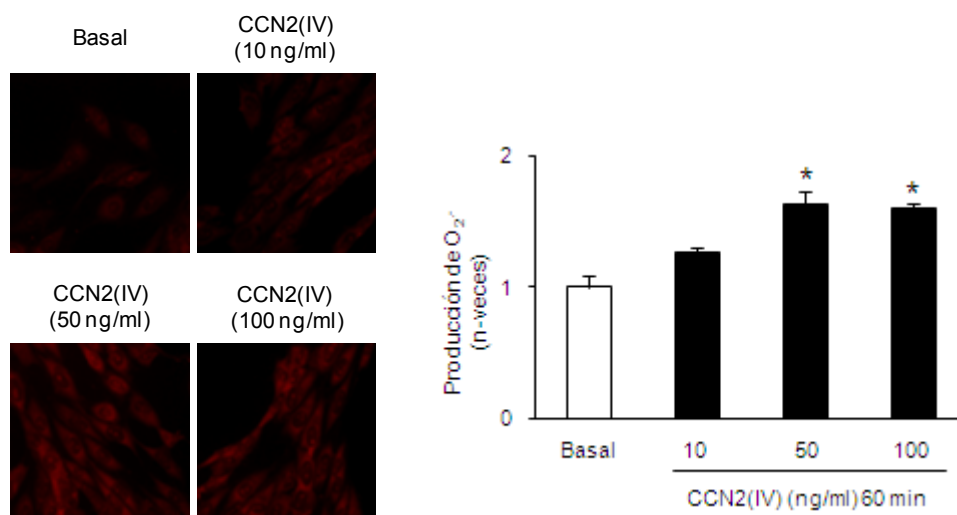 Basal
CCN2(IV)
(10 ng/ml)
CCN2(IV)
(50 ng/ml)
CCN2(IV)
(100 ng/ml)
Producción de O₂⁻
(n-veces)
2
1
0
*
*
Basal
10
50
100
CCN2(IV) (ng/ml) 60 min